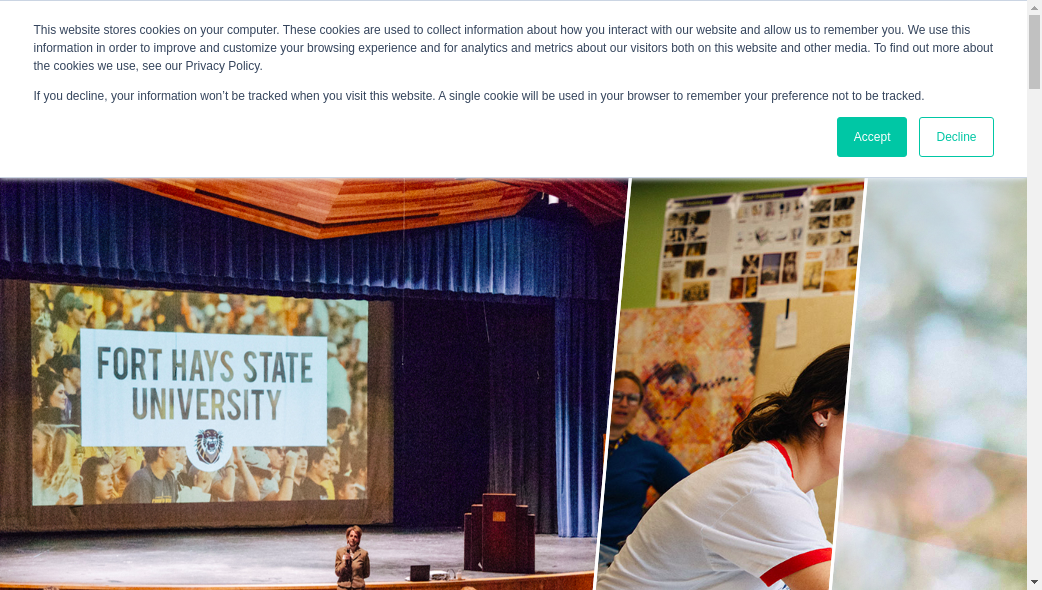 This website stores cookies on your computer. These cookies are used to collect information about how you interact with our website and allow us to remember you. We use this
information in order to improve and customize your browsing experience and for analytics and metrics about our visitors both on this website and other media. To find out more about
the cookies we use, see our Privacy Policy.
If you decline, your information won't be tracked when you visit this website. A single cookie will be used in your browser to remember your preference not to be tracked.
Accept Decline
FORT HAYS STATE
UNIVERSITY